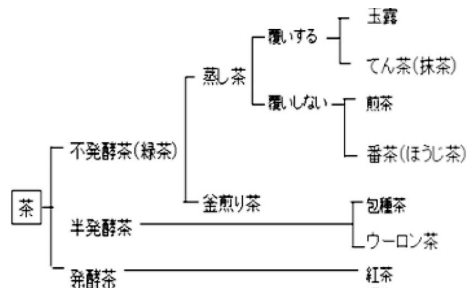 茶
不発酵茶(緑茶)
蒸し茶
覆いする
玉露
てん茶(抹茶)
覆いしない
煎茶
番茶(ほうじ茶)
釜煎り茶
半発酵茶
包種茶
ウーロン茶
発酵茶
紅茶